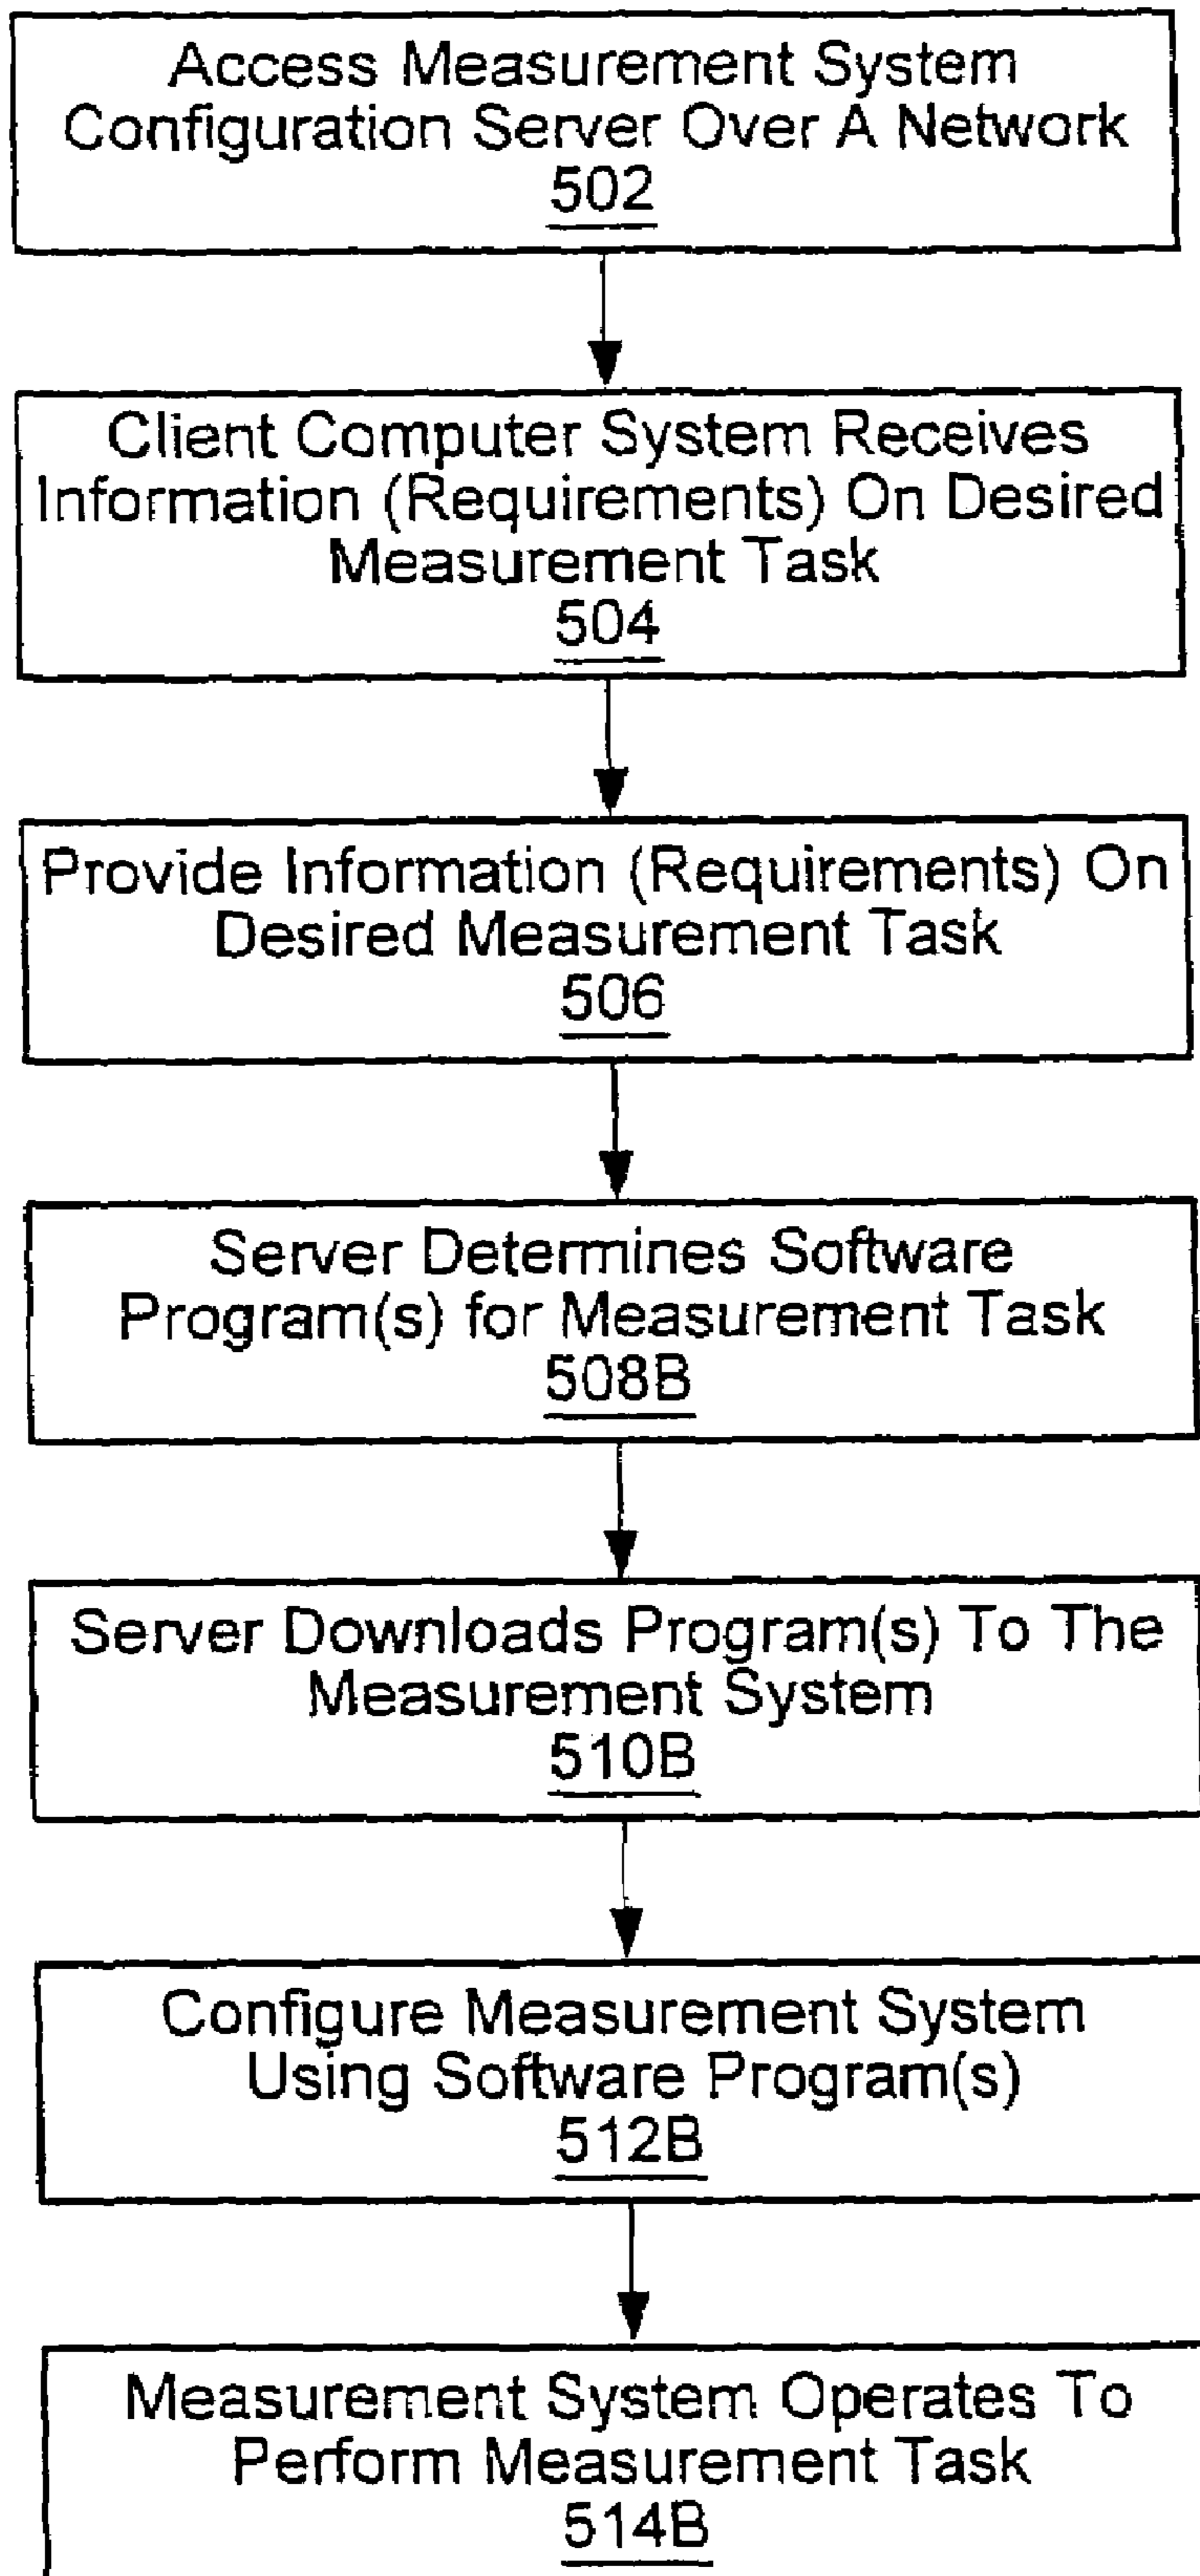 Access Measurement System
Configuration Server Over A Network
502
Client Computer System Receives
Information (Requirements) On Desired
Measurement Task
504
Provide Information (Requirements) On
Desired Measurement Task
506
Server Determines Software
Program(s) for Measurement Task
508B
Server Downloads Program(s) To The
Measurement System
510B
Configure Measurement System
Using Software Program(s)
512B
Measurement System Operates To
Perform Measurement Task
514B